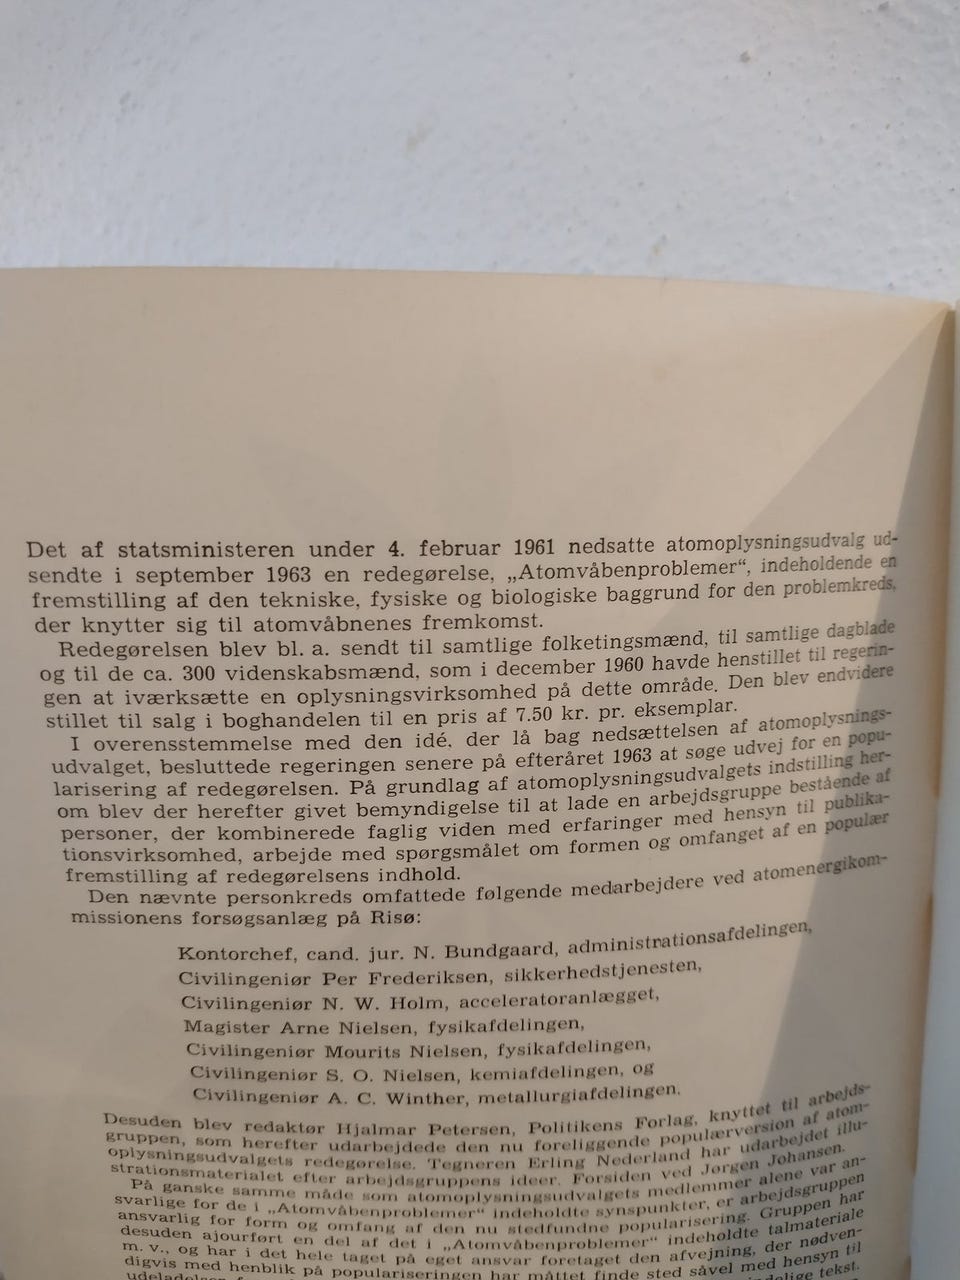 Det af statsministeren under 4. februar 1961 nedsatte atomoplysningsudvalg ud-
sendte i september 1963 en redegørelse, „Atomvåbenproblemer“, indeholdende en
fremstilling af den tekniske, fysiske og biologiske baggrund for den problemkreds,
der knytter sig til atomvåbnenes fremkomst.
Redegørelsen blev bl. a. sendt til samtlige folketingsmænd, til samtlige dagblade
og til de ca. 300 videnskabsmænd, som i december 1960 havde henstillet til regerin-
gen at iværksætte en oplysningsvirksomhed på dette område. Den blev endvidere
stillet til salg i boghandelen til en pris af 7.50 kr. pr. eksemplar.
I overensstemmelse med den idé, der lå bag nedsættelsen af atomoplysnings-
udvalget, besluttede regeringen senere på efteråret 1963 at søge udvej for en popu-
larisering af redegørelsen. På grundlag af atomoplysningsudvalgets indstilling her-
om blev der herefter givet bemyndigelse til at lade en arbejdsgruppe bestående af
personer, der kombinerede faglig viden med erfaringer med hensyn til publika-
tionsvirksomhed, arbejde med spørgsmålet om formen og omfanget af en populær
fremstilling af redegørelsens indhold.
Den nævnte personkreds omfattede følgende medarbejdere ved atomenergikom-
missionens forsøgsanlæg på Risø:
Kontorchef, cand. jur. N. Bundgaard, administrationsafdelingen,
Civilingeniør Per Frederiksen, sikkerhedstjenesten,
Civilingeniør N. W. Holm, acceleratoranlægget,
Magister Arne Nielsen, fysikafdelingen,
Civilingeniør Mourits Nielsen, fysikafdelingen,
Civilingeniør S. O. Nielsen, kemiafdelingen, og
Civilingeniør A. C. Winther, metallurgiafdelingen.
Desuden blev redaktør Hjalmar Petersen, Politikens Forlag, knyttet til arbejds-
gruppen, som herefter udarbejdede den nu foreliggende populærversion af atom-
oplysningsudvalgets redegørelse. Tegneren Erling Nederland har udarbejdet illu-
strationsmaterialet efter arbejdsgruppens ideer. Forsiden ved Jørgen Johansen.
På ganske samme måde som atomoplysningsudvalgets medlemmer alene var an-
svarlige for de i „Atomvåbenproblemer“ indeholdte synspunkter, er arbejdsgruppen
ansvarlig for form og omfang af den nu stedfundne popularisering. Gruppen har
desuden ajourført en del af det i „Atomvåbenproblemer“ indeholdte talmateriale
m. v., og har i det hele taget på eget ansvar foretaget den afvejning, der nødven-
digvis med henblik på populariseringen har måttet finde sted såvel med hensyn til
tekst.